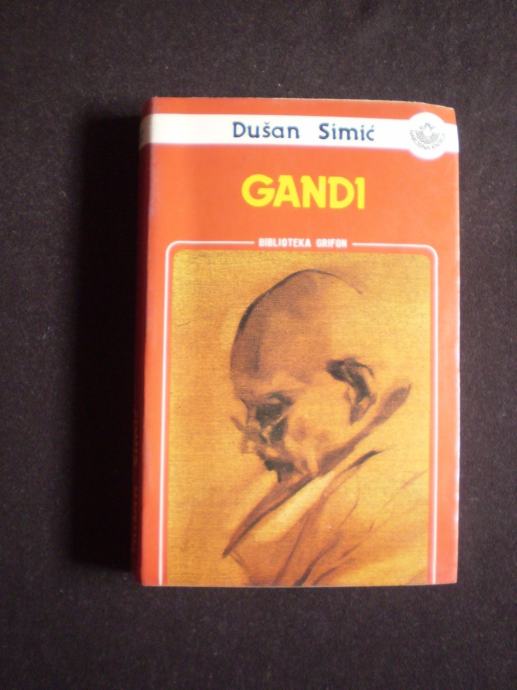 Dušan Simić
GANDI
BIBLIOTEKA GRIFON